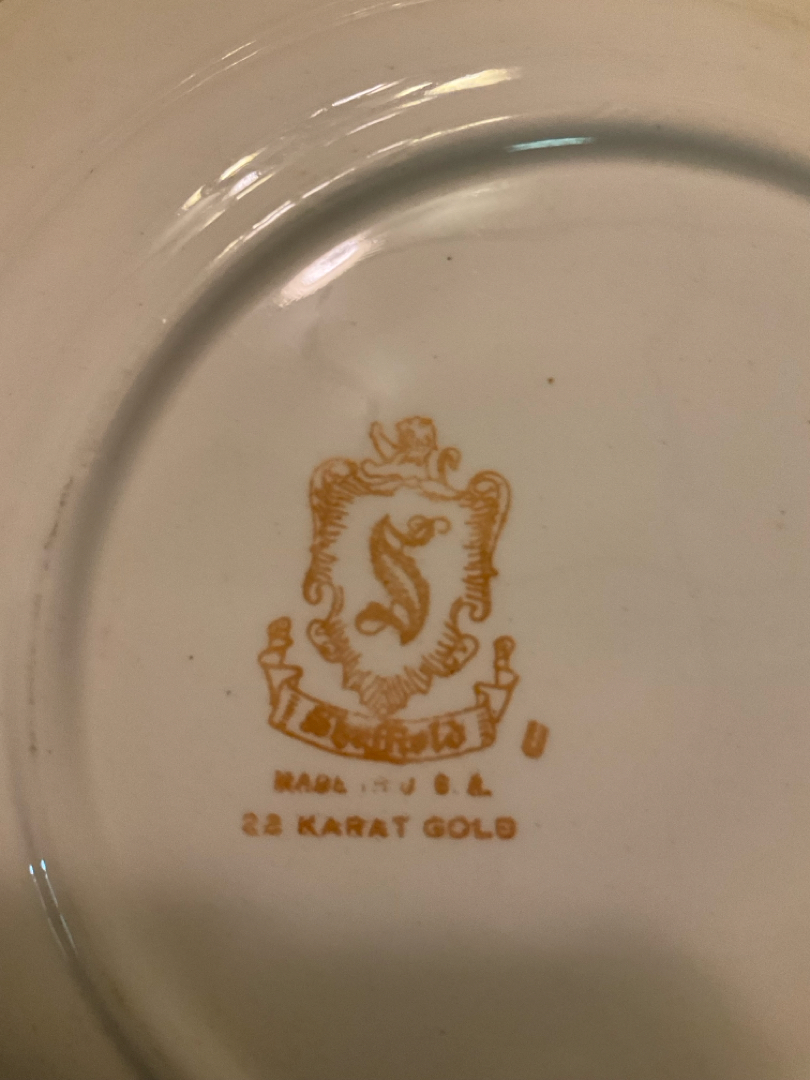 S
Sheffield
U
MADE IN U. S. A.
22 KARAT GOLD